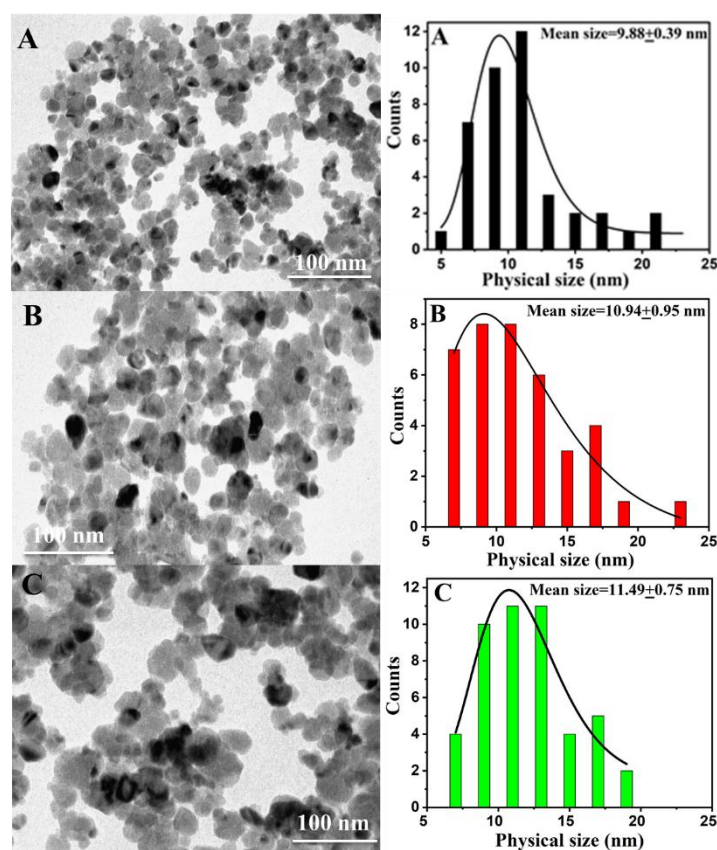 A
100 nm
A
Mean size=9.88±0.39 nm
Counts
12
10
8
6
4
2
0
5 10 15 20 25
Physical size (nm)
B
100 nm
B
Mean size=10.94±0.95 nm
Counts
8
6
4
2
0
5 10 15 20 25
Physical size (nm)
C
100 nm
C
Mean size=11.49±0.75 nm
Counts
12
10
8
6
4
2
0
5 10 15 20 25
Physical size (nm)